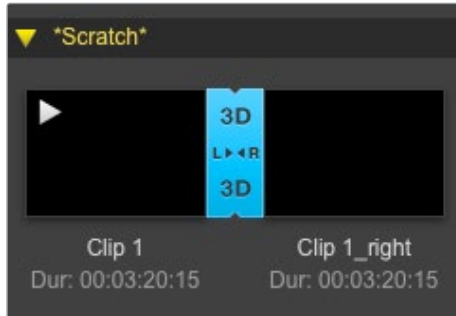 *Scratch*
3D
L R
3D
Clip 1 Clip 1_right
Dur: 00:03:20:15 Dur: 00:03:20:15